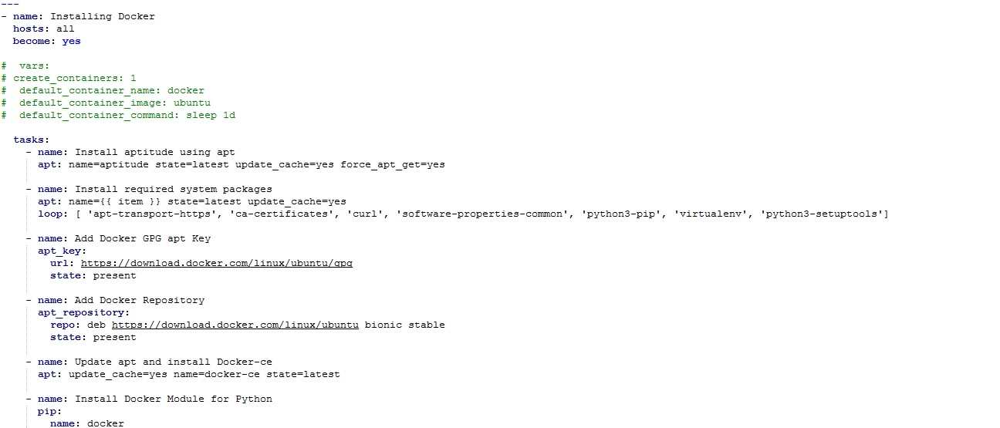 ---
- name: Installing Docker
  hosts: all
  become: yes

#  vars:
# create_containers: 1
#  default_container_name: docker
#  default_container_image: ubuntu
#  default_container_command: sleep 1d

  tasks:
    - name: Install aptitude using apt
      apt: name=aptitude state=latest update_cache=yes force_apt_get=yes

    - name: Install required system packages
      apt: name={{ item }} state=latest update_cache=yes
      loop: [ 'apt-transport-https', 'ca-certificates', 'curl', 'software-properties-common', 'python3-pip', 'virtualenv', 'python3-setuptools']

    - name: Add Docker GPG apt Key
      apt_key:
        url: https://download.docker.com/linux/ubuntu/gpg
        state: present

    - name: Add Docker Repository
      apt_repository:
        repo: deb https://download.docker.com/linux/ubuntu bionic stable
        state: present

    - name: Update apt and install Docker-ce
      apt: update_cache=yes name=docker-ce state=latest

    - name: Install Docker Module for Python
      pip:
        name: docker